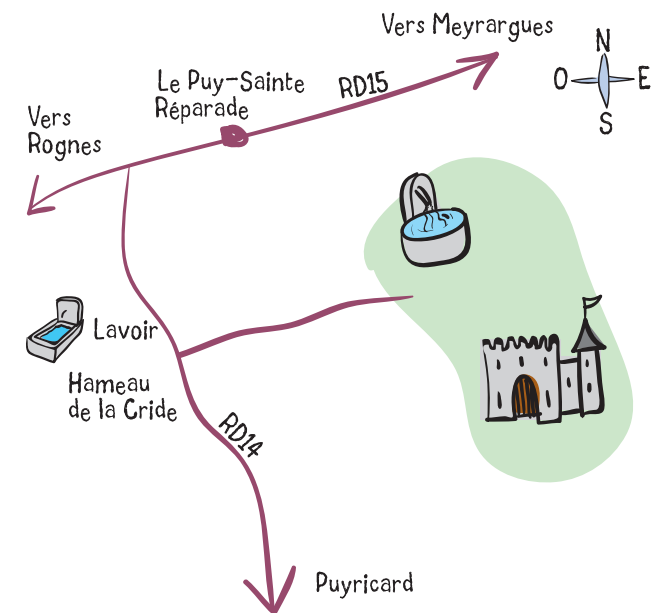 Vers Meyrargues
N
O
E
S
Le Puy-Sainte
Réparade
RD15
Vers
Rognes
Lavoir
Hameau
de la Cride
RD14
Puyricard